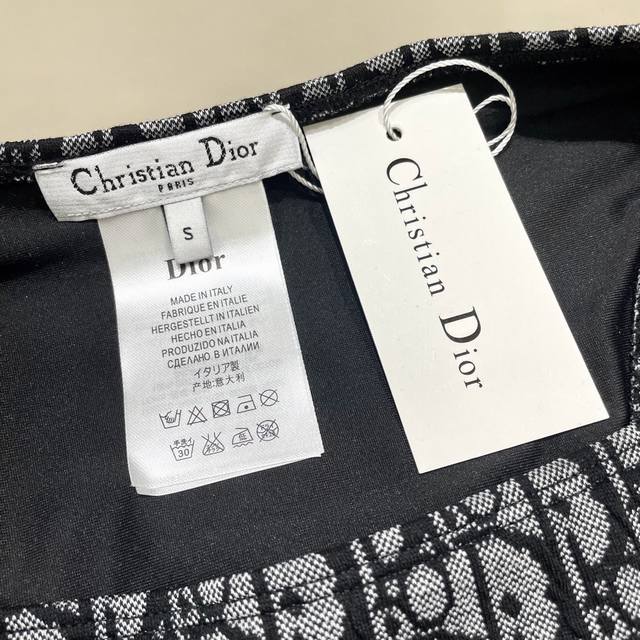 Christian Dior
PARIS
S
Dior
MADE IN ITALY
FABRIQUE EN ITALIE
HERGESTELLT IN ITALIEN
HECHO EN ITALIA
PRODUZIDO NA ITALIA
СДЕЛАНО В ИТАЛИИ
イタリア製
产地:意大利
30
Christian Dior